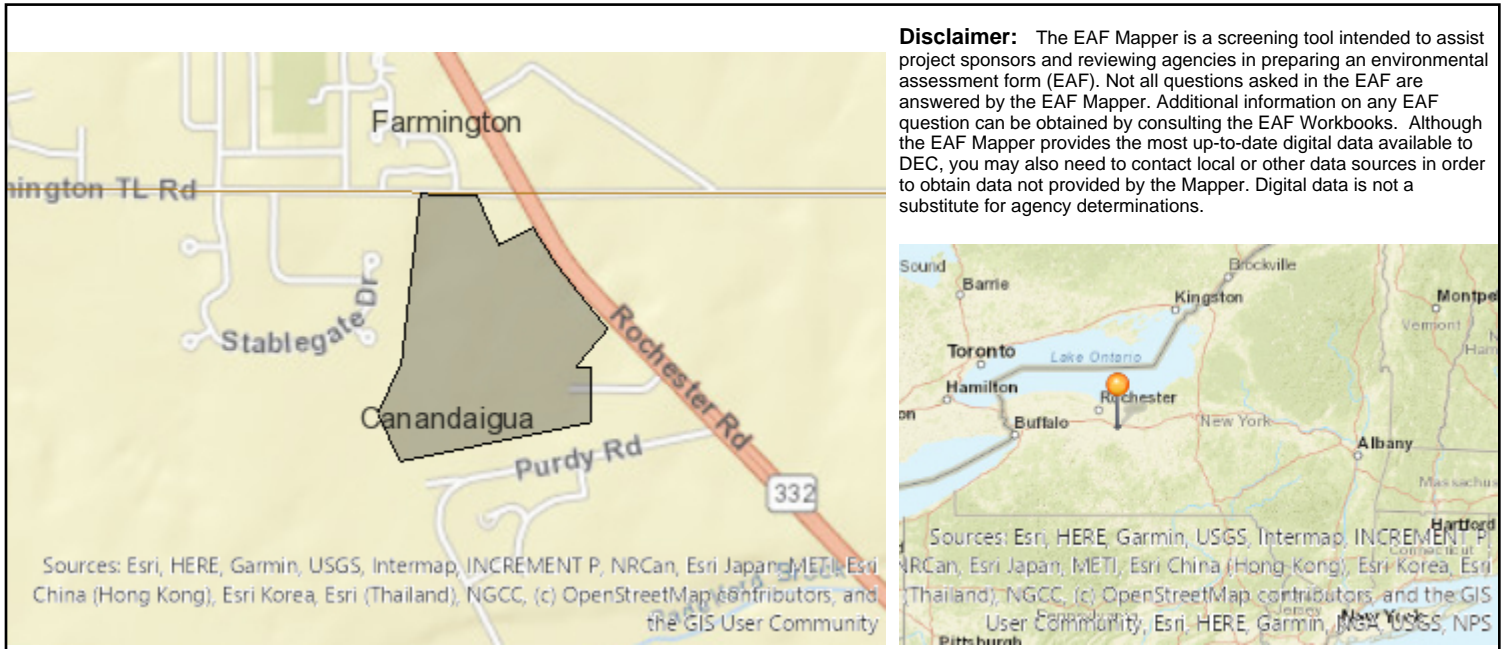 Disclaimer: The EAF Mapper is a screening tool intended to assist
project sponsors and reviewing agencies in preparing an environmental
assessment form (EAF). Not all questions asked in the EAF are
answered by the EAF Mapper. Additional information on any EAF
question can be obtained by consulting the EAF Workbooks. Although
the EAF Mapper provides the most up-to-date digital data available to
DEC, you may also need to contact local or other data sources in order
to obtain data not provided by the Mapper. Digital data is not a
substitute for agency determinations.
Farmington
nington TL Rd
Stablegate Dr
Rochester Rd
Canandaigua
Purdy Rd
332
Sources: Esri, HERE, Garmin, USGS, Intermap, INCREMENT P, NRCan, Esri Japan, METI, Esri
China (Hong Kong), Esri Korea, Esri (Thailand), NGCC, (c) OpenStreetMap contributors, and
the GIS User Community
Sound
Barrie
Brockville
Kingston
Montpe
Vermont
Ham
Toronto
Lake Ontario
Hamilton
Rochester
on
Buffalo
New York
Albany
Massachus
Hartford
Connecticut
Sources: Esri, HERE, Garmin, USGS, Intermap, INCREMENT P,
NRCan, Esri Japan, METI, Esri China (Hong Kong), Esri Korea, Esri
(Thailand), NGCC, (c) OpenStreetMap contributors, and the GIS
User Community, Esri, HERE, Garmin, NGA, USGS, NPS
Pennsylvania
Jersey
New York
Pittsburgh